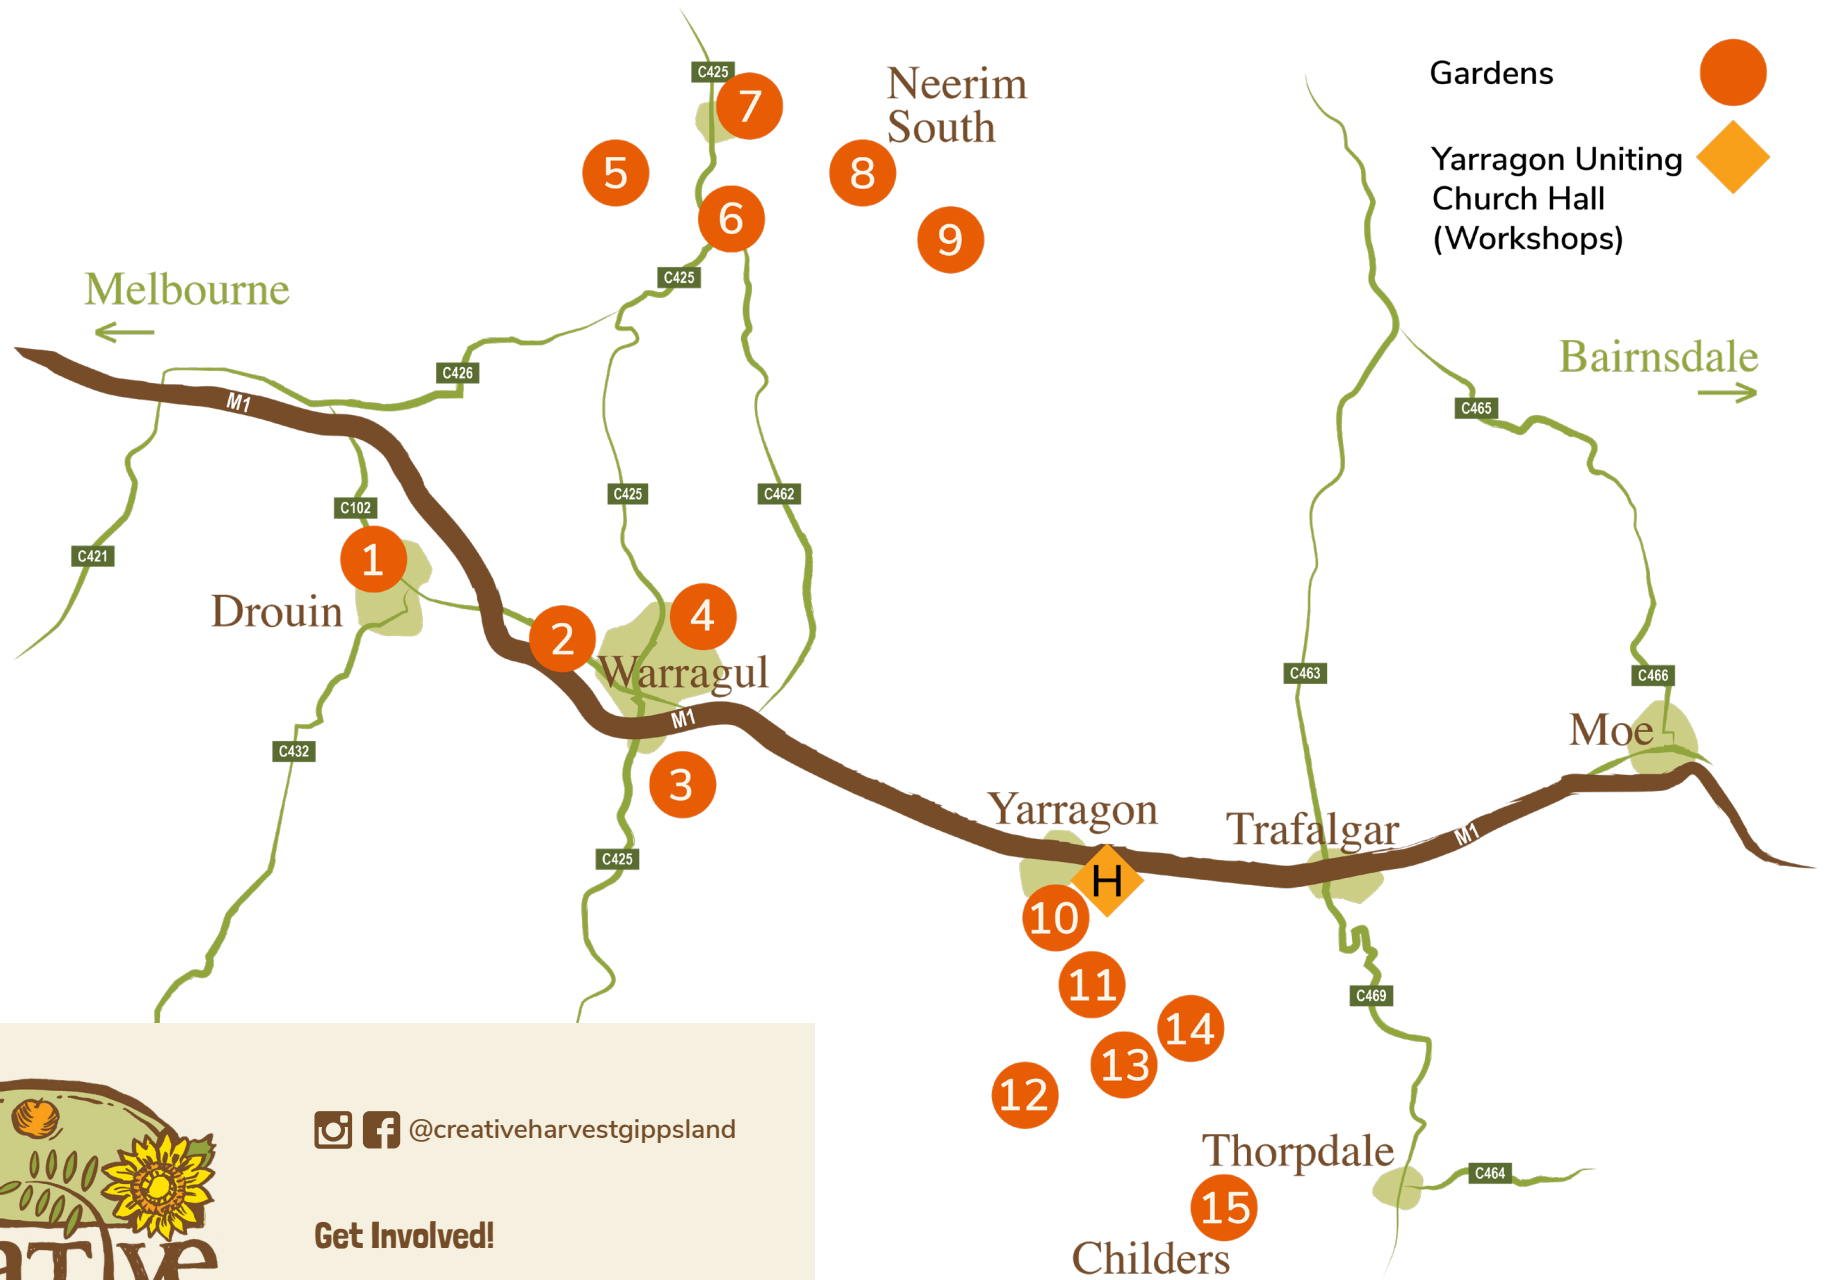 C425
7
Neerim
South
Gardens
5
8
Yarragon Uniting
Church Hall
(Workshops)
6
9
C425
Melbourne
Bairnsdale
C426
M1
C465
C102
C425
C462
C421
1
Drouin
2
4
Warragul
C463
C466
M1
Moe
C432
3
Yarragon
Trafalgar
M1
C425
H
10
11
C469
14
13
12
@creativeharvestgippsland
Thorpdale
C464
15
Get Involved!
Childers